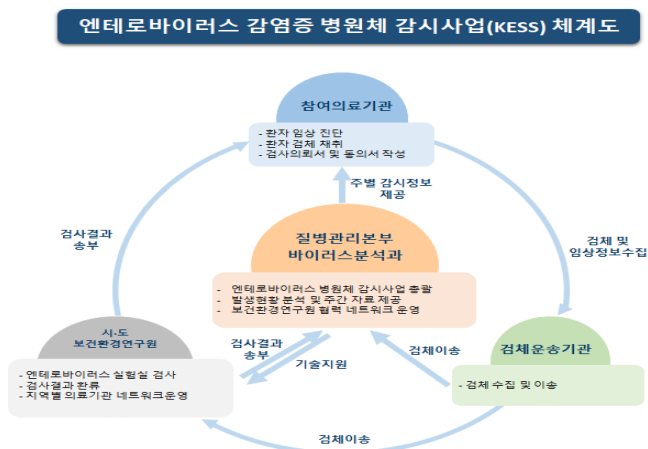 엔테로바이러스 감염증 병원체 감시사업(KESS) 체계도
참여의료기관
- 환자 임상 진단
- 환자 검체 채취
- 검사의뢰서 및 동의서 작성
주별 감시정보
제공
검사결과
송부
검체 및
임상정보수집
질병관리본부
바이러스분석과
- 엔테로바이러스 병원체 감시사업 총괄
- 발생현황 분석 및 주간 자료 제공
- 보건환경연구원 협력 네트워크 운영
시·도
보건환경연구원
- 엔테로바이러스 실험실 검사
- 검사결과 환류
- 지역별 의료기관 네트워크운영
검사결과
송부
기술지원
검체이송
검체운송기관
- 검체 수집 및 이송
검체이송